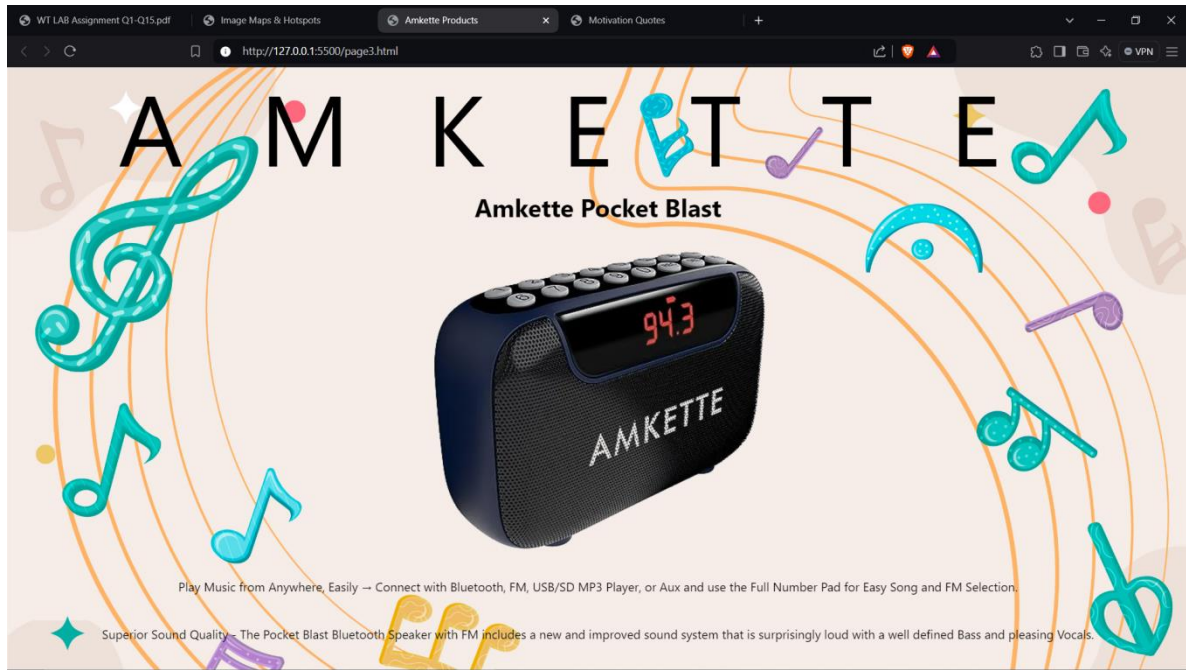 WT LAB Assignment Q1-Q15.pdf
Image Maps & Hotspots
Amkette Products
Motivation Quotes
http://127.0.0.1:5500/page3.html
VPN
A M K E T T E
Amkette Pocket Blast
94.3
AMKETTE
Play Music from Anywhere, Easily → Connect with Bluetooth, FM, USB/SD MP3 Player, or Aux and use the Full Number Pad for Easy Song and FM Selection.
Superior Sound Quality - The Pocket Blast Bluetooth Speaker with FM includes a new and improved sound system that is surprisingly loud with a well defined Bass and pleasing Vocals.